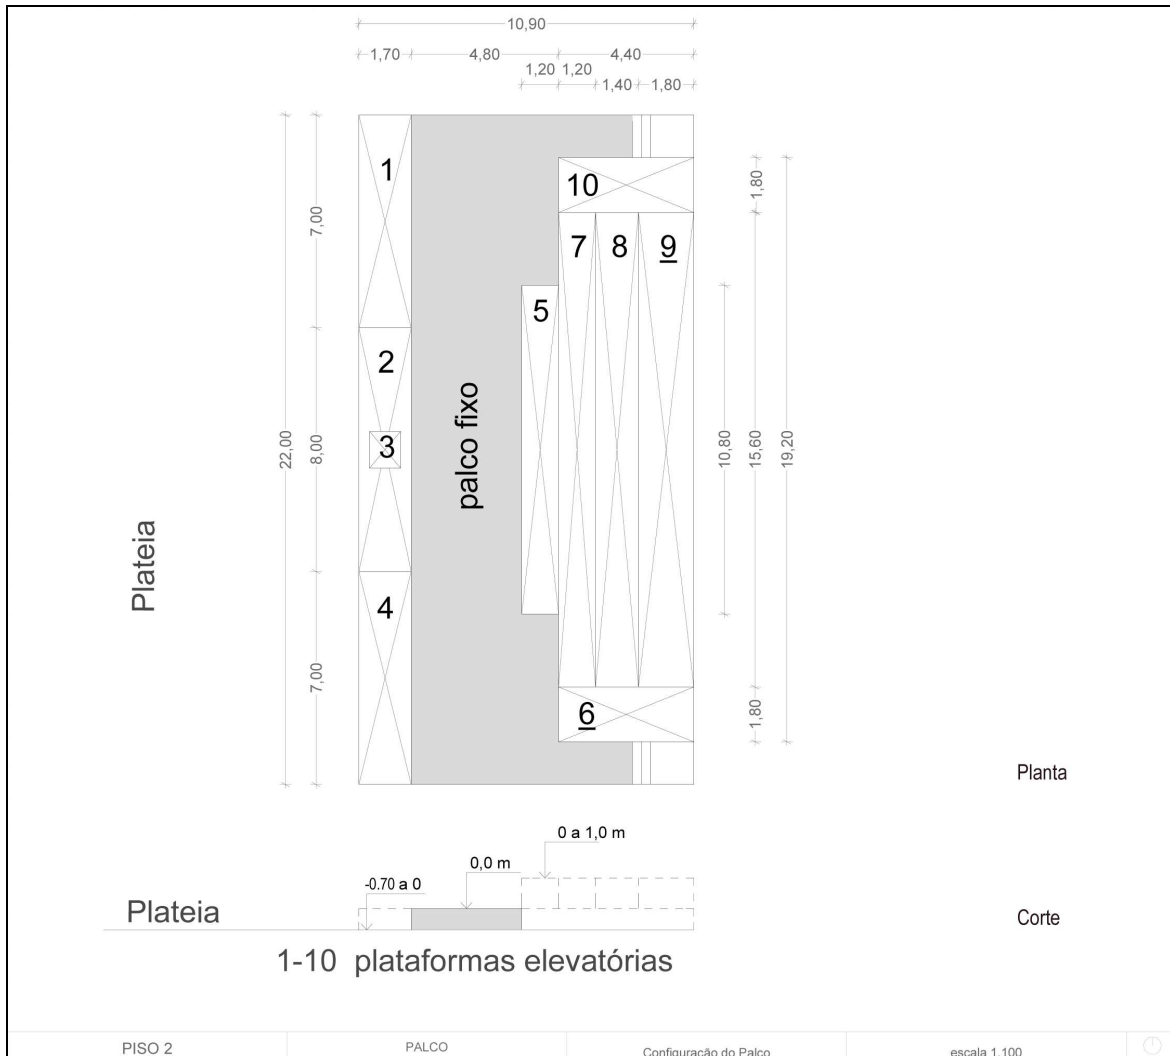 10,90
1,70 4,80 4,40
1,20 1,20
1,40 1,80
1
10
1,80
7,00
7 8 9
5
2
3
palco fixo
22,00
8,00
10,80
15,60
19,20
Plateia
4
7,00
6
1,80
Planta
0 a 1,0 m
0,0 m
-0.70 a 0
Plateia
Corte
1-10 plataformas elevatórias
PISO 2 PALCO Configuração do Palco escala 1.100